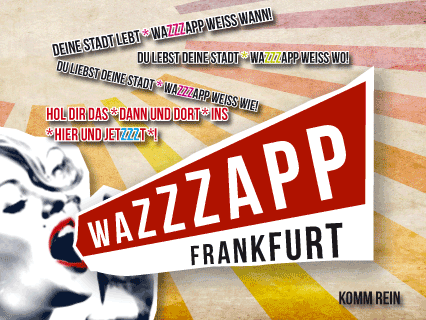 DEINE STADT LEBT * WAZZZAPP WEISS WANN!
DU LEBST DEINE STADT * WAZZZAPP WEISS WO!
DU LIEBST DEINE STADT * WAZZZAPP WEISS WIE!
HOL DIR DAS *DANN UND DORT* INS
*HIER UND JETZZZT*!
WAZZZAPP
FRANKFURT
KOMM REIN